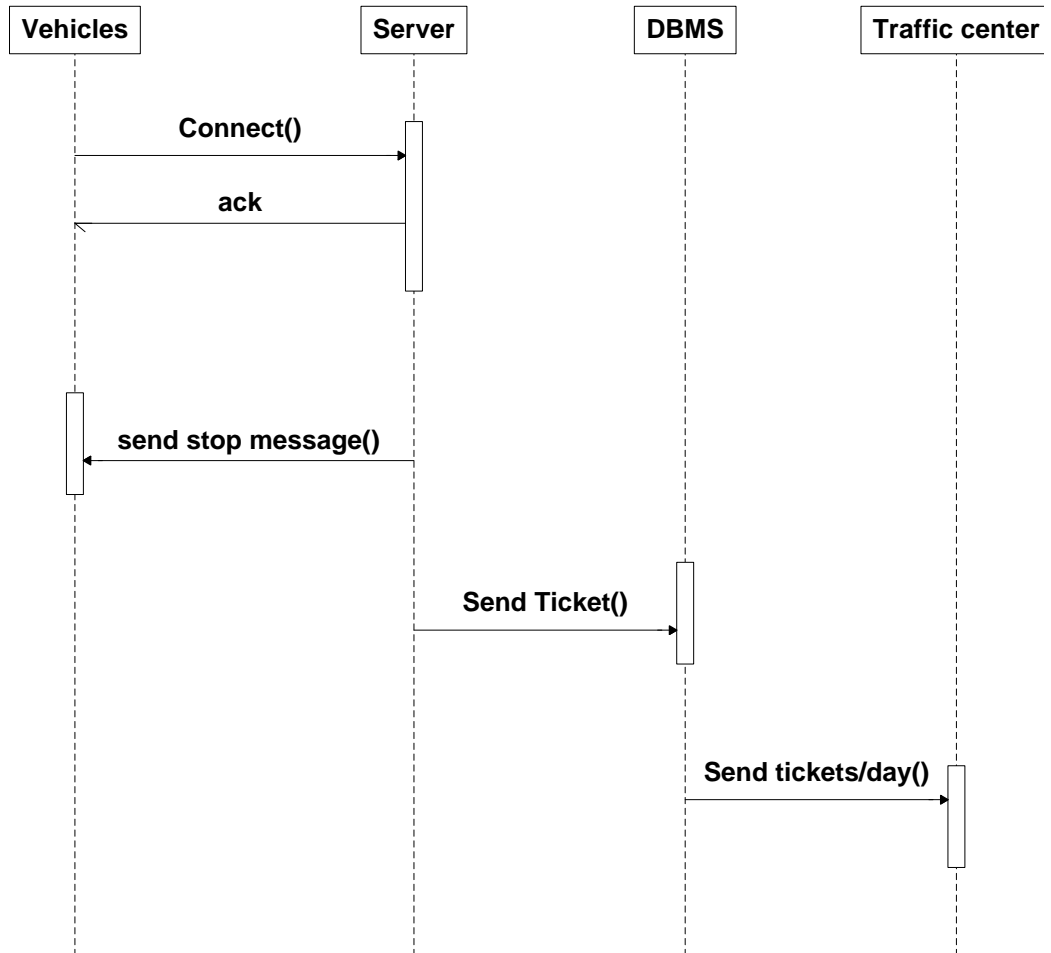 Vehicles
Server
DBMS
Traffic center
Connect()
ack
send stop message()
Send Ticket()
Send tickets/day()